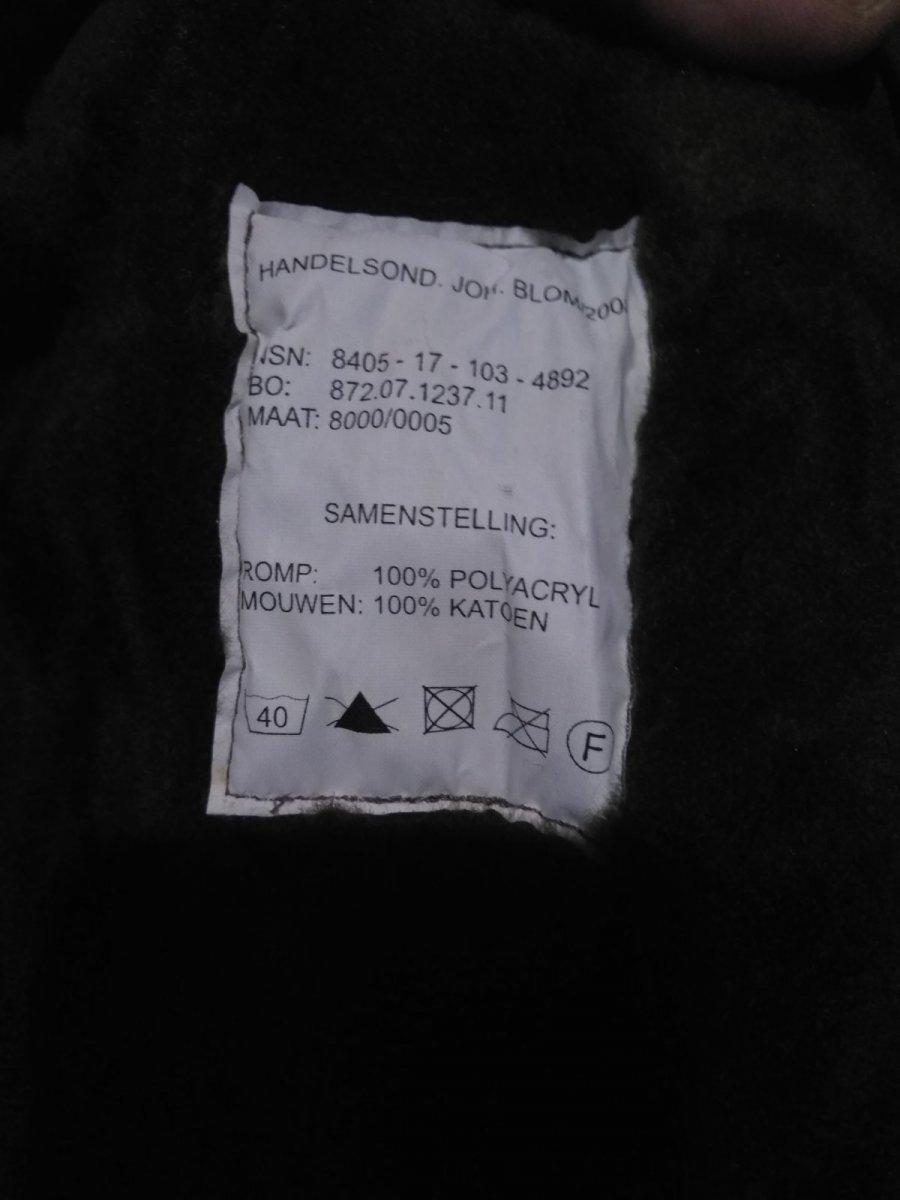 HANDELSOND. JOH. BLOM
NSN: 8405 - 17 - 103 - 4892
BO: 872.07.1237.11
MAAT: 8000/0005
SAMENSTELLING:
ROMP: 100% POLYACRYL
MOUWEN: 100% KATOEN
40
F